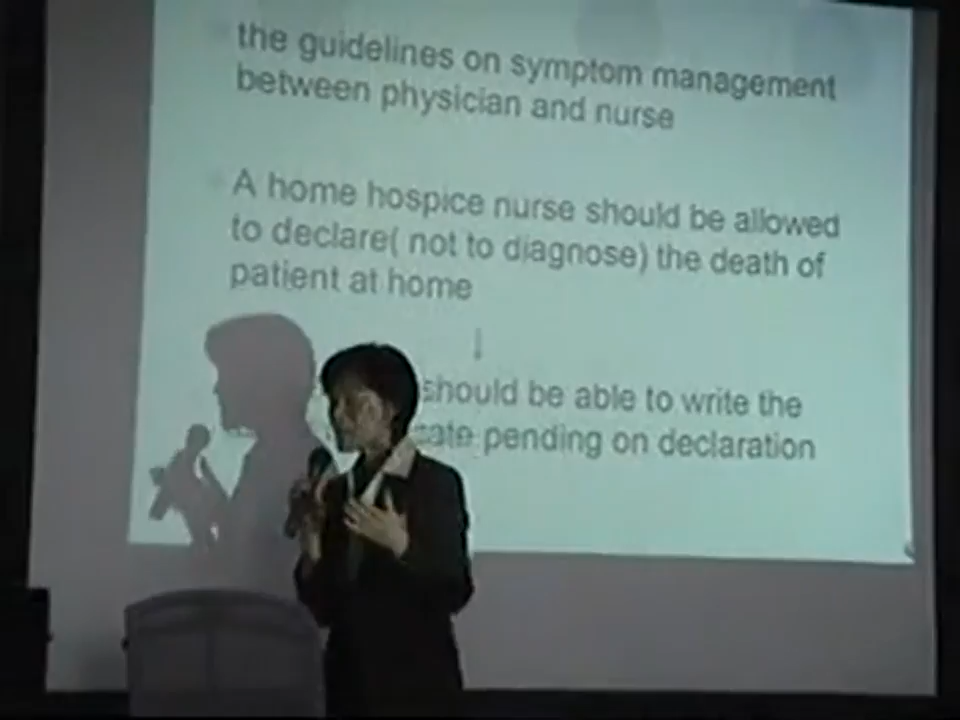 the guidelines on symptom management
between physician and nurse
A home hospice nurse should be allowed
to declare( not to diagnose) the death of
patient at home
should be able to write the
pending on declaration